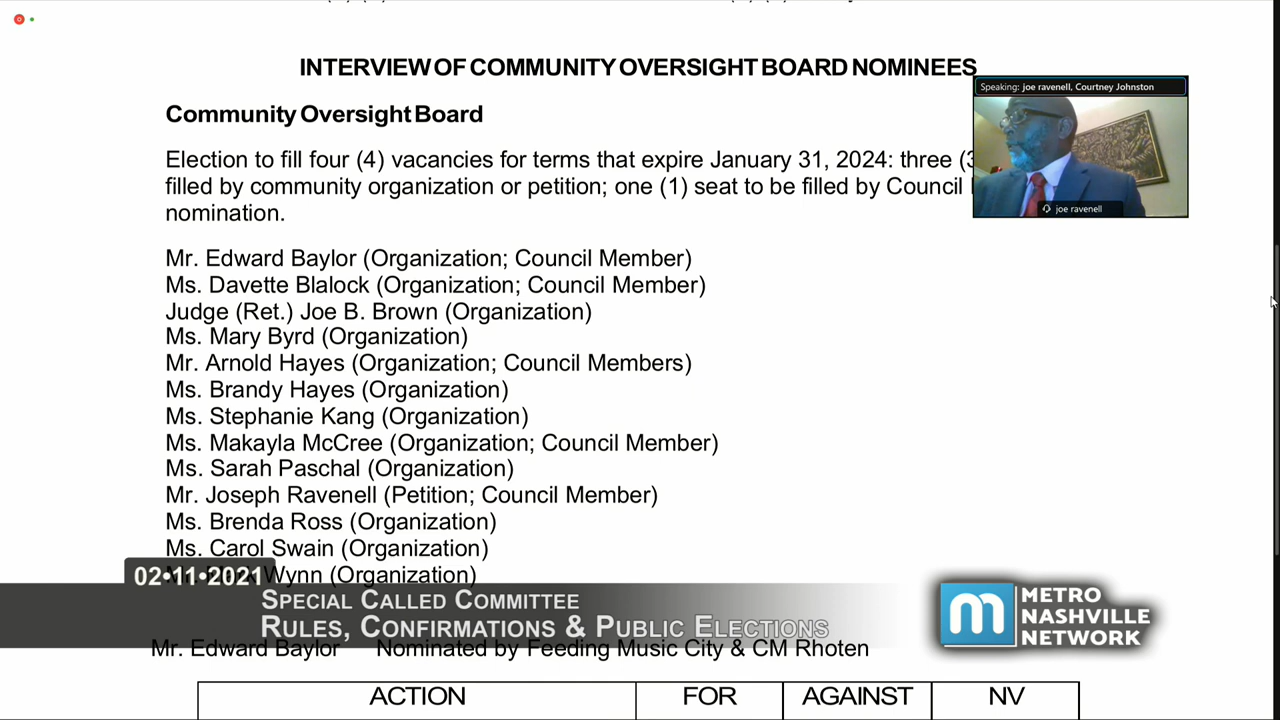 INTERVIEW OF COMMUNITY OVERSIGHT BOARD NOMINEES
Speaking: joe ravenell, Courtney Johnston
Community Oversight Board
Election to fill four (4) vacancies for terms that expire January 31, 2024: three (3
filled by community organization or petition; one (1) seat to be filled by Council
nomination.
joe ravenell
Mr. Edward Baylor (Organization; Council Member)
Ms. Davette Blalock (Organization; Council Member)
Judge (Ret.) Joe B. Brown (Organization)
Ms. Mary Byrd (Organization)
Mr. Arnold Hayes (Organization; Council Members)
Ms. Brandy Hayes (Organization)
Ms. Stephanie Kang (Organization)
Ms. Makayla McCree (Organization; Council Member)
Ms. Sarah Paschal (Organization)
Mr. Joseph Ravenell (Petition; Council Member)
Ms. Brenda Ross (Organization)
Ms. Carol Swain (Organization)
Wynn (Organization)
02•11•2021
SPECIAL CALLED COMMITTEE
RULES, CONFIRMATIONS & PUBLIC ELECTIONS
m METRO
NASHVILLE
NETWORK
Mr. Edward Baylor Nominated by Feeding Music City & CM Rhoten
ACTION FOR AGAINST NV